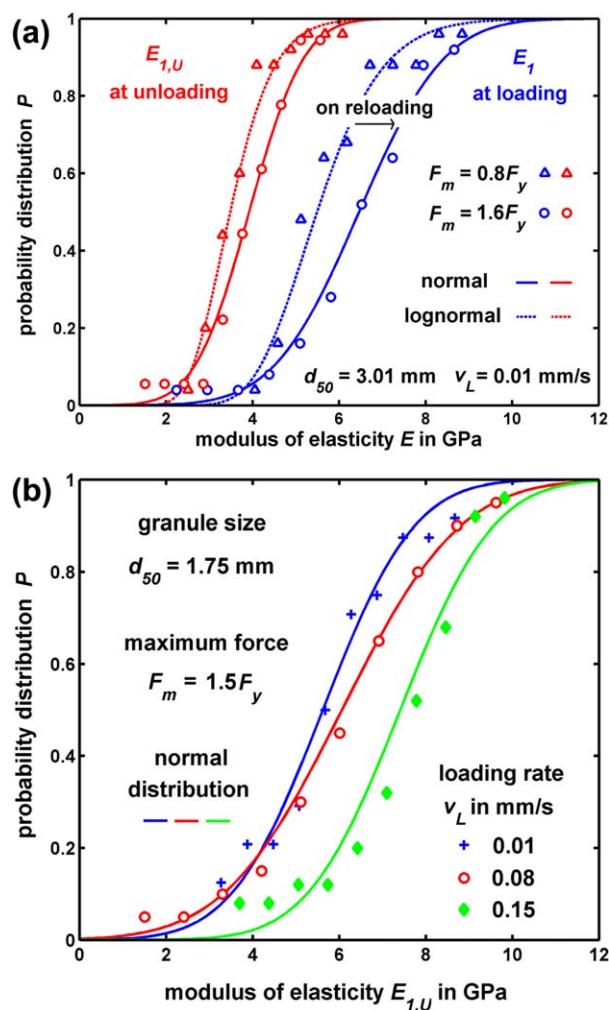 (a)
E1,U
at unloading
E1
at loading
on reloading
Fm = 0.8Fy
Fm = 1.6Fy
normal
lognormal
d50 = 3.01 mm vL = 0.01 mm/s
probability distribution P
1
0.8
0.6
0.4
0.2
0
0 2 4 6 8 10 12
modulus of elasticity E in GPa
(b)
granule size
d50 = 1.75 mm
maximum force
Fm = 1.5Fy
normal
distribution
loading rate
vL in mm/s
0.01
0.08
0.15
probability distribution P
1
0.8
0.6
0.4
0.2
0
0 2 4 6 8 10 12
modulus of elasticity E1,U in GPa